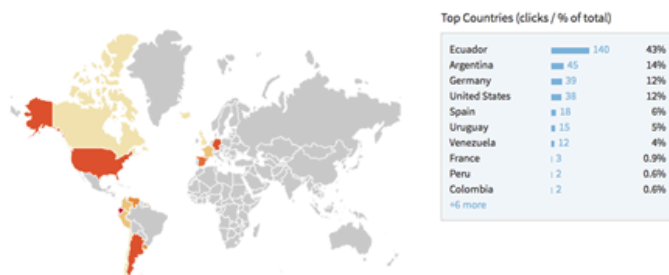 Top Countries (clicks / % of total)
Ecuador 140 43%
Argentina 45 14%
Germany 39 12%
United States 38 12%
Spain 18 6%
Uruguay 15 5%
Venezuela 12 4%
France 3 0.9%
Peru 2 0.6%
Colombia 2 0.6%
+6 more